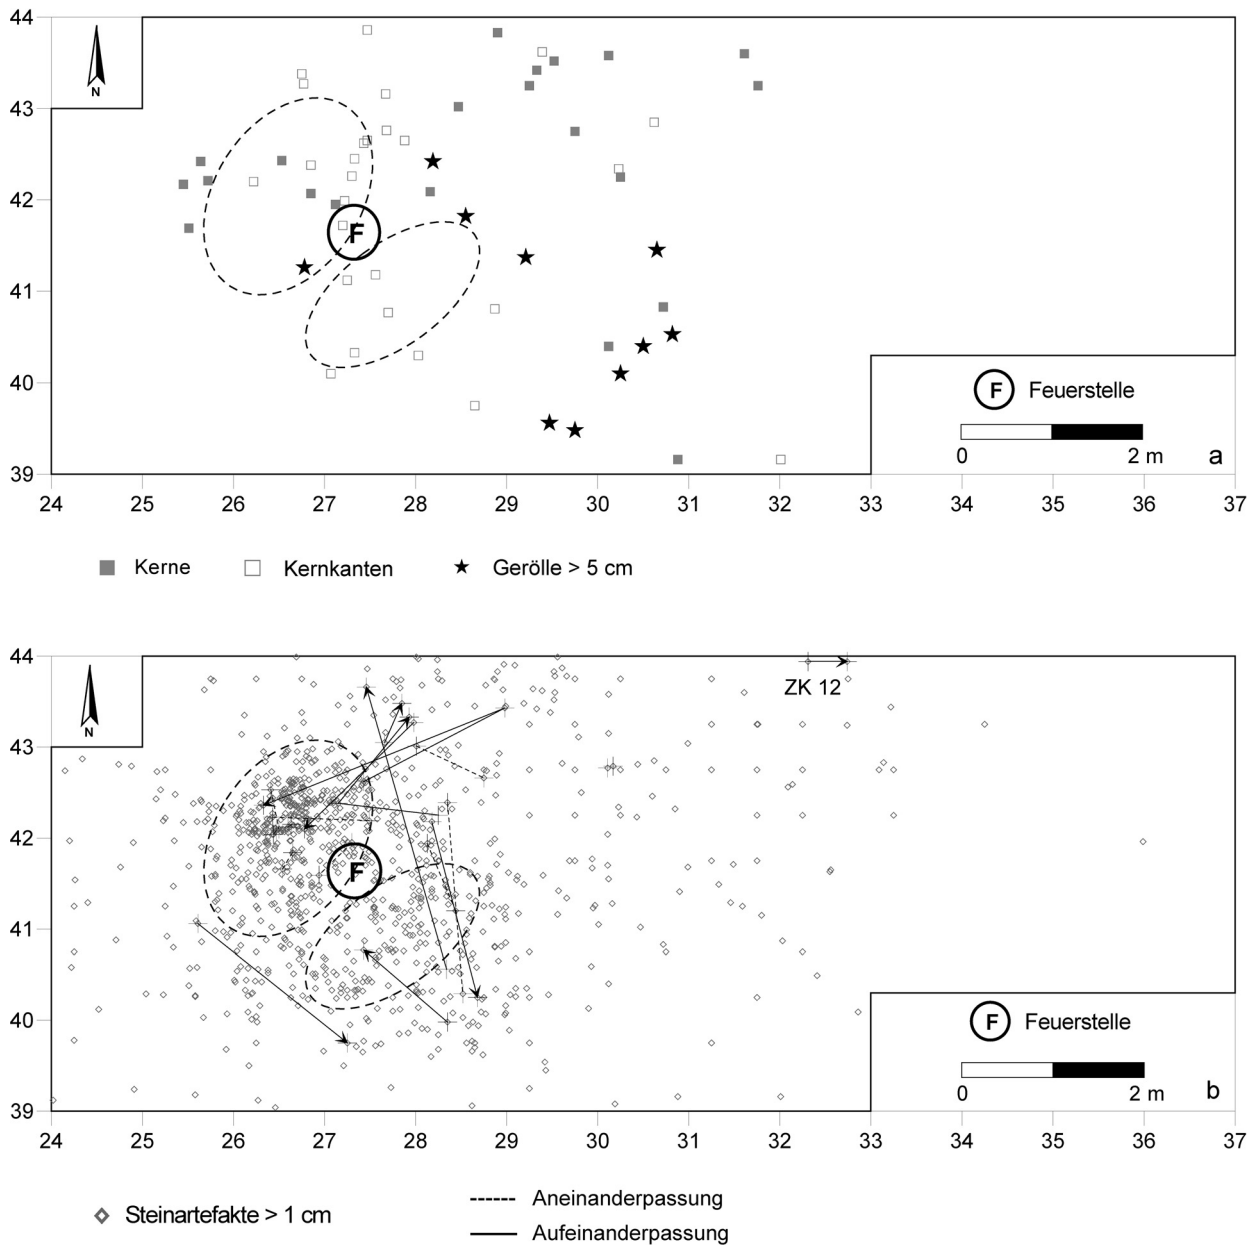 44
N
43
42
F
41
40
F Feuerstelle
0 2 m
a
39
24 25 26 27 28 29 30 31 32 33 34 35 36 37
Kerne Kernkanten Gerölle > 5 cm
44
ZK 12
N
43
42
F
41
40
F Feuerstelle
0 2 m
b
39
24 25 26 27 28 29 30 31 32 33 34 35 36 37
Steinartefakte > 1 cm
Aneinanderpassung
Aufeinanderpassung